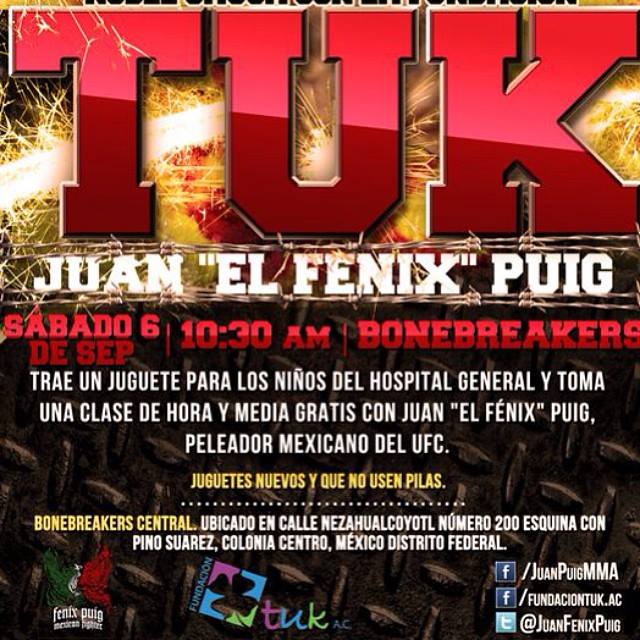 TUK
JUAN "EL FENIX" PUIG
SÁBADO 6 DE SEP | 10:30 AM | BONEBREAKERS
TRAE UN JUGUETE PARA LOS NIÑOS DEL HOSPITAL GENERAL Y TOMA
UNA CLASE DE HORA Y MEDIA GRATIS CON JUAN "EL FÉNIX" PUIG,
PELEADOR MEXICANO DEL UFC.
JUGUETES NUEVOS Y QUE NO USEN PILAS.
BONEBREAKERS CENTRAL. UBICADO EN CALLE NEZAHUALCOYOTL NÚMERO 200 ESQUINA CON
PINO SUAREZ, COLONIA CENTRO, MÉXICO DISTRITO FEDERAL.
fenix puig
mexican fighter
FUNDACIÓN
tuk A.C.
f /JUANPUIGMMA
f /FUNDACIONTUK.AC
@JUANFENIXPUIG